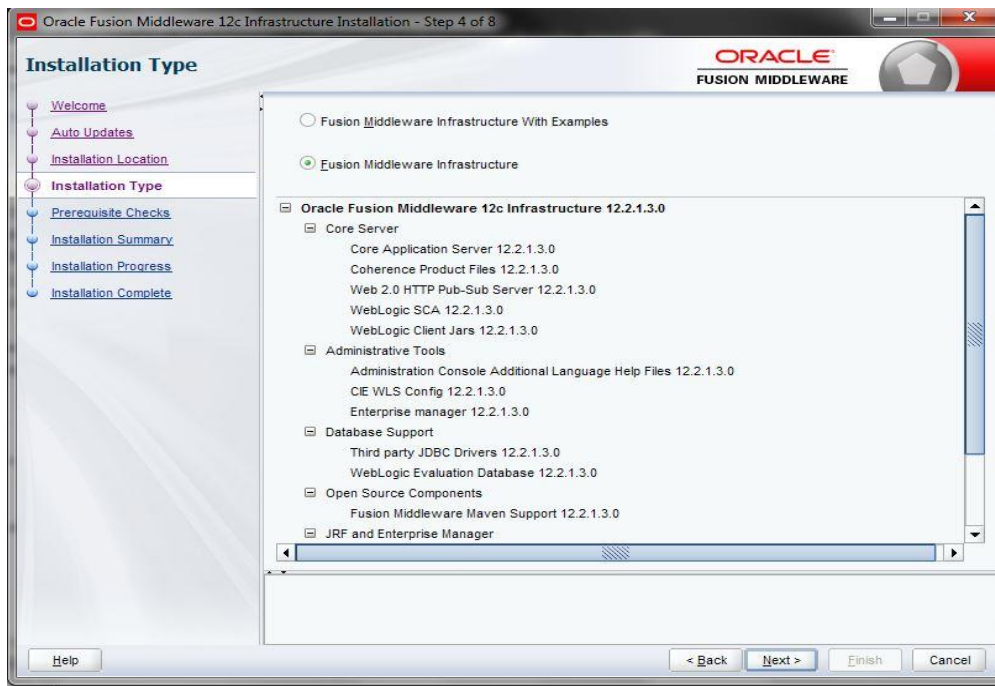 Oracle Fusion Middleware 12c Infrastructure Installation - Step 4 of 8
Installation Type
ORACLE
FUSION MIDDLEWARE
Welcome
Auto Updates
Installation Location
Installation Type
Prerequisite Checks
Installation Summary
Installation Progress
Installation Complete
Fusion Middleware Infrastructure With Examples
Fusion Middleware Infrastructure
Oracle Fusion Middleware 12c Infrastructure 12.2.1.3.0
Core Server
Core Application Server 12.2.1.3.0
Coherence Product Files 12.2.1.3.0
Web 2.0 HTTP Pub-Sub Server 12.2.1.3.0
WebLogic SCA 12.2.1.3.0
WebLogic Client Jars 12.2.1.3.0
Administrative Tools
Administration Console Additional Language Help Files 12.2.1.3.0
CIE WLS Config 12.2.1.3.0
Enterprise manager 12.2.1.3.0
Database Support
Third party JDBC Drivers 12.2.1.3.0
WebLogic Evaluation Database 12.2.1.3.0
Open Source Components
Fusion Middleware Maven Support 12.2.1.3.0
JRF and Enterprise Manager
Help
< Back
Next >
Finish
Cancel